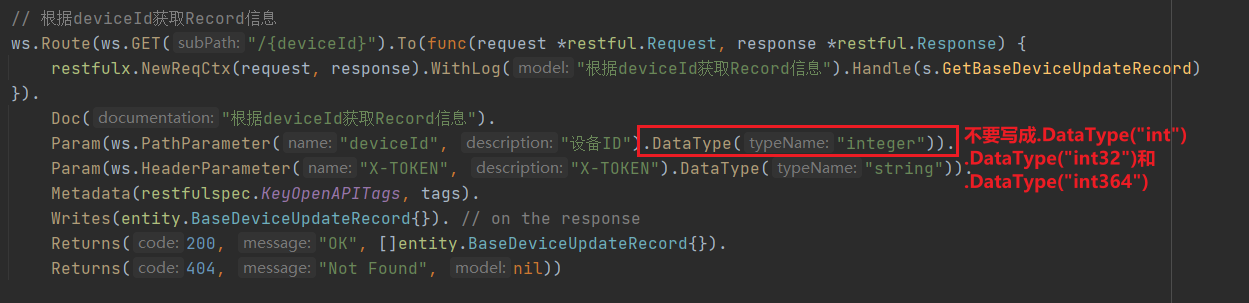 // 根据deviceId获取Record信息
ws.Route(ws.GET( subPath: "/{deviceId}").To(func(request *restful.Request, response *restful.Response) {
restfulx.NewReqCtx(request, response).WithLog( model: "根据deviceId获取Record信息").Handle(s.GetBaseDeviceUpdateRecord)
}).
Doc( documentation: "根据deviceId获取Record信息").
Param(ws.PathParameter( name: "deviceId", description: "设备ID").DataType( typeName: "integer")).
不要写成.DataType("int")
.DataType("int32")和
.DataType("int364")
Param(ws.HeaderParameter( name: "X-TOKEN", description: "X-TOKEN").DataType( typeName: "string")).
Metadata(restfulspec.KeyOpenAPITags, tags).
Writes(entity.BaseDeviceUpdateRecord{}). // on the response
Returns( code: 200, message: "OK", []entity.BaseDeviceUpdateRecord{}).
Returns( code: 404, message: "Not Found", model: nil))